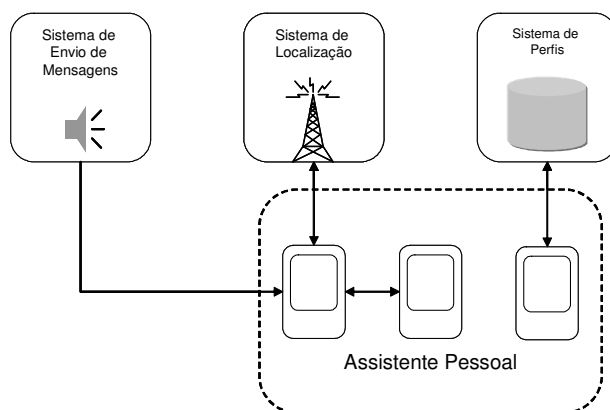 Sistema de
Envio de
Mensagens
Sistema de
Localização
Sistema de
Perfis
Assistente Pessoal